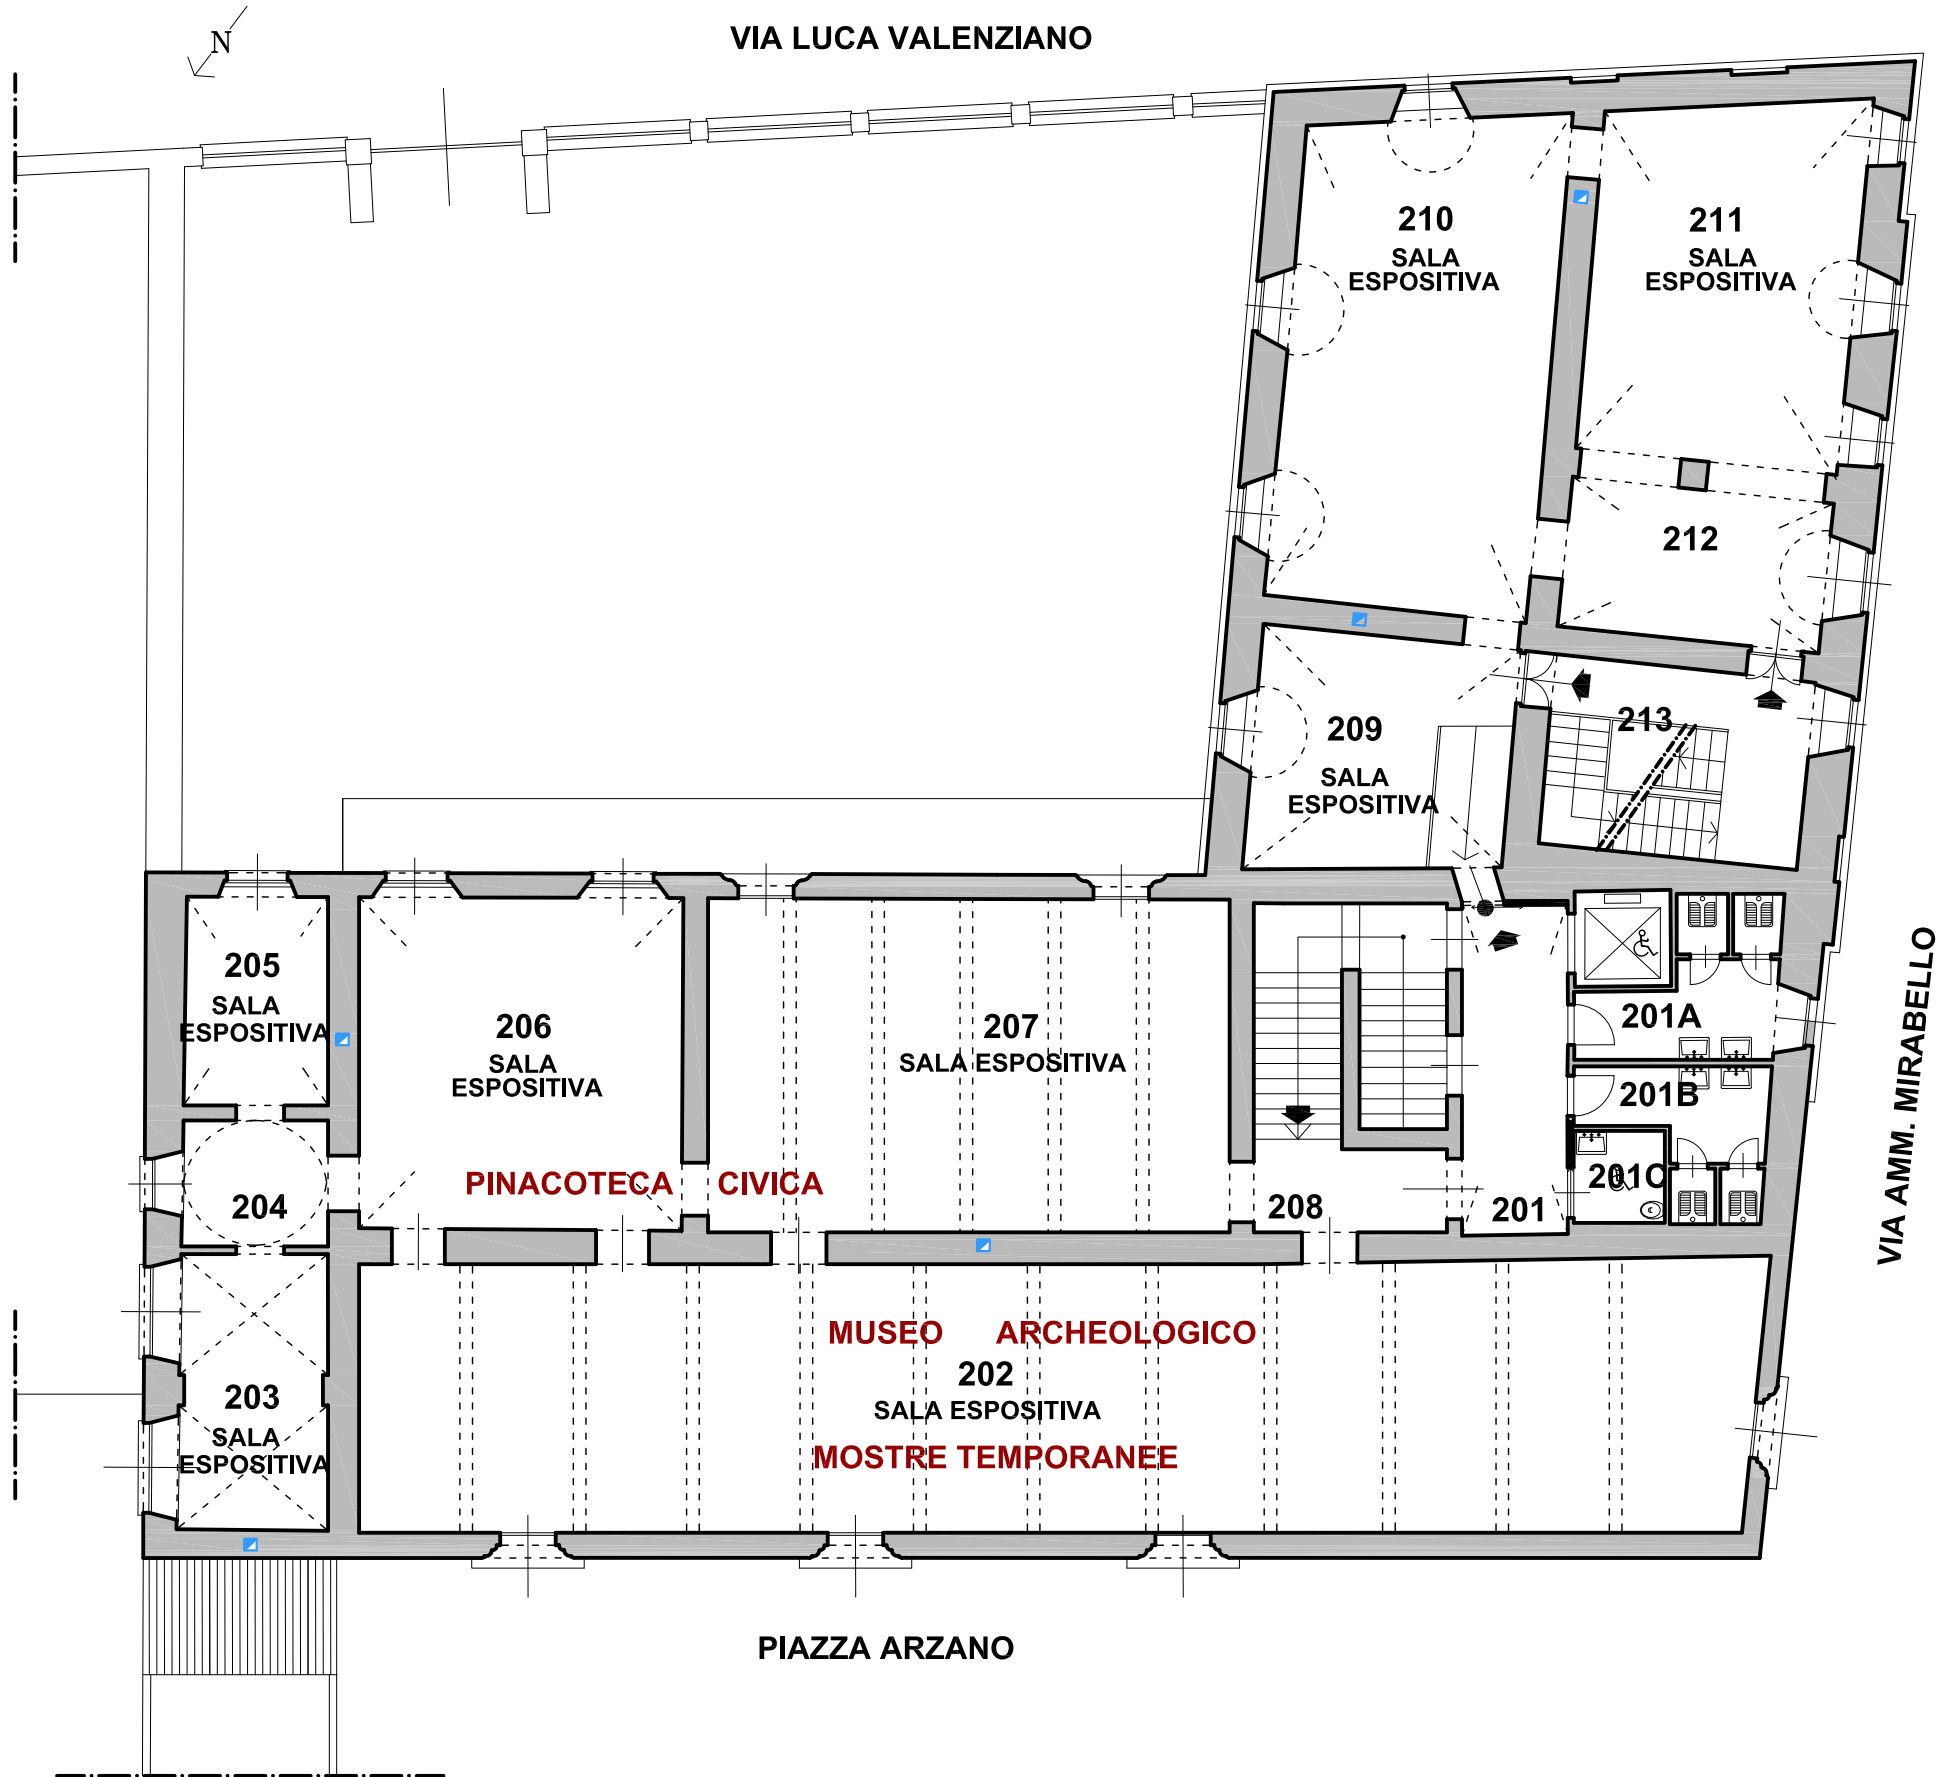 N
VIA LUCA VALENZIANO
210
SALA
ESPOSITIVA
211
SALA
ESPOSITIVA
212
213
209
SALA
ESPOSITIVA
205
SALA
ESPOSITIVA
206
SALA
ESPOSITIVA
207
SALA ESPOSITIVA
201A
201B
201C
201
208
204
PINACOTECA CIVICA
VIA AMM. MIRABELLO
MUSEO ARCHEOLOGICO
202
SALA ESPOSITIVA
MOSTRE TEMPORANEE
203
SALA
ESPOSITIVA
PIAZZA ARZANO